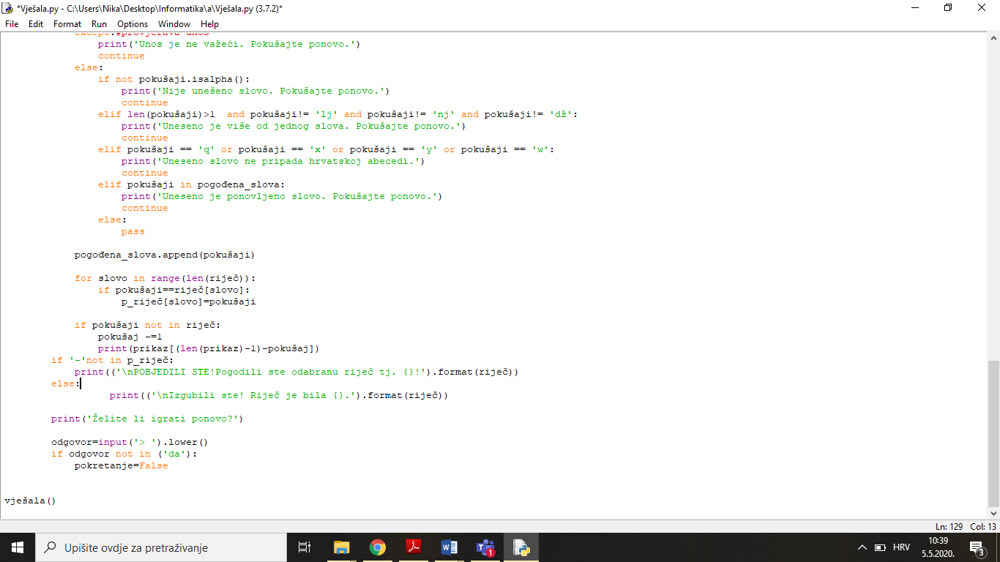 *Vješala.py - C:\Users\Nika\Desktop\Informatika\a\Vješala.py (3.7.2)*
File Edit Format Run Options Window Help
except:#provjerava unos
print('Unos je ne važeći. Pokušajte ponovo.')
continue
else:
if not pokušaji.isalpha():
print('Nije unešeno slovo. Pokušajte ponovo.')
continue
elif len(pokušaji)>1  and pokušaji!= 'lj' and pokušaji!= 'nj' and pokušaji!= 'dž':
print('Uneseno je više od jednog slova. Pokušajte ponovo.')
continue
elif pokušaji == 'q' or pokušaji == 'x' or pokušaji == 'y' or pokušaji == 'w':
print('Uneseno slovo ne pripada hrvatskoj abecedi.')
continue
elif pokušaji in pogođena_slova:
print('Uneseno je ponovljeno slovo. Pokušajte ponovo.')
continue
else:
pass
pogođena_slova.append(pokušaji)
for slovo in range(len(riječ)):
if pokušaji==riječ[slovo]:
p_riječ[slovo]=pokušaji
if pokušaji not in riječ:
pokušaj -=1
print(prikaz[(len(prikaz)-1)-pokušaj])
if '-'not in p_riječ:
print(('\nPOBJEDILI STE!Pogodili ste odabranu riječ tj. {}!').format(riječ))
else:
print(('\nIzgubili ste! Riječ je bila {}.').format(riječ))
print('Želite li igrati ponovo?')
odgovor=input('> ').lower()
if odgovor not in ('da'):
pokretanje=False
vješala()
Ln: 129 Col: 13
Upišite ovdje za pretraživanje
1
HRV
10:39
5.5.2020.
3